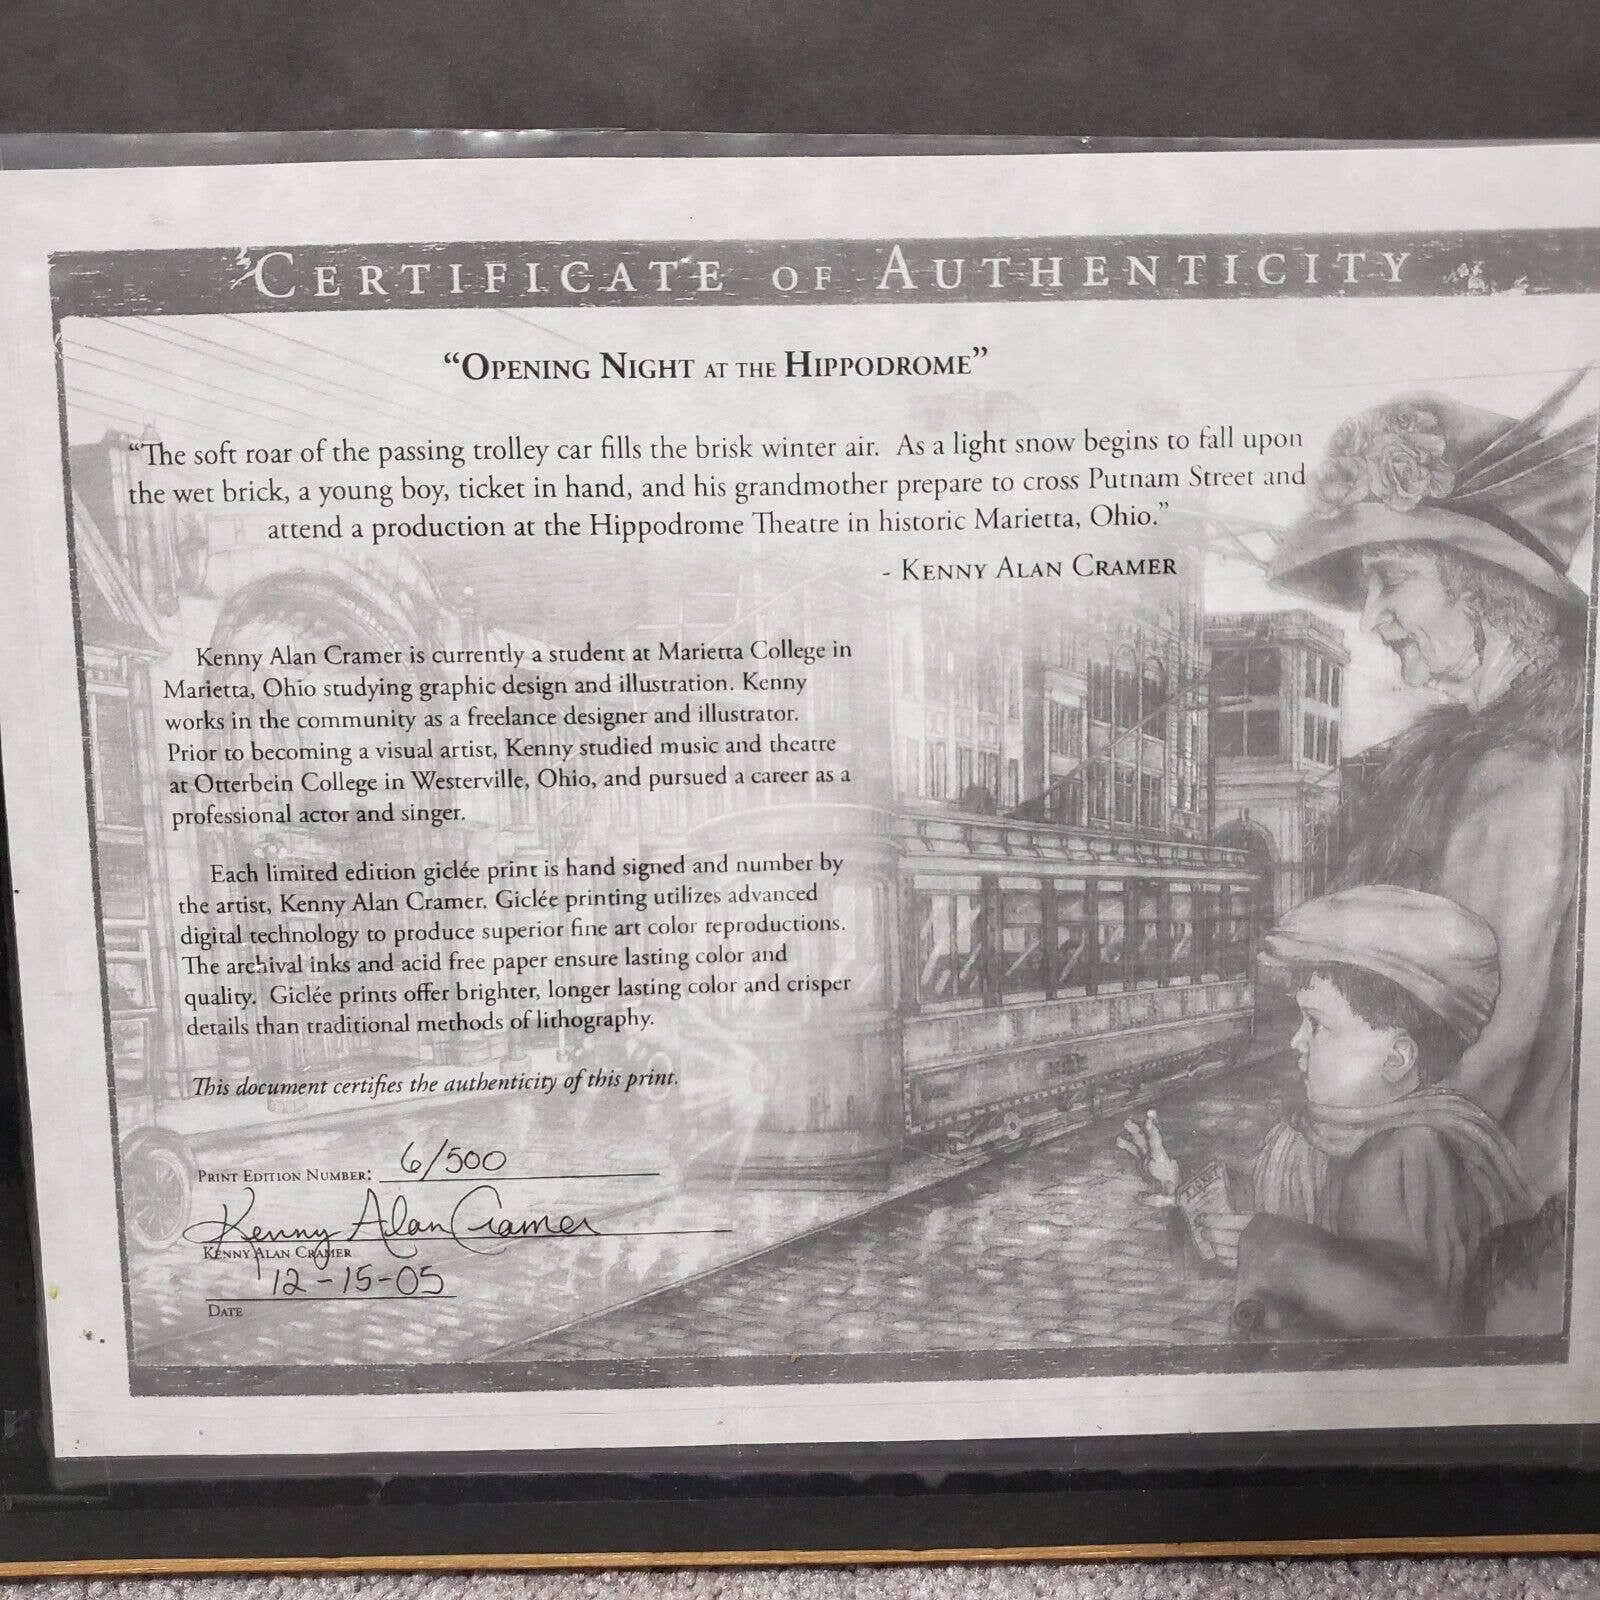 CERTIFICATE OF AUTHENTICITY
“OPENING NIGHT AT THE HIPPODROME”
“The soft roar of the passing trolley car fills the brisk winter air. As a light snow begins to fall upon
the wet brick, a young boy, ticket in hand, and his grandmother prepare to cross Putnam Street and
attend a production at the Hippodrome Theatre in historic Marietta, Ohio.”
- KENNY ALAN CRAMER
Kenny Alan Cramer is currently a student at Marietta College in
Marietta, Ohio studying graphic design and illustration. Kenny
works in the community as a freelance designer and illustrator.
Prior to becoming a visual artist, Kenny studied music and theatre
at Otterbein College in Westerville, Ohio, and pursued a career as a
professional actor and singer.
Each limited edition giclée print is hand signed and number by
the artist, Kenny Alan Cramer. Giclée printing utilizes advanced
digital technology to produce superior fine art color reproductions.
The archival inks and acid free paper ensure lasting color and
quality. Giclée prints offer brighter, longer lasting color and crisper
details than traditional methods of lithography.
This document certifies the authenticity of this print.
PRINT EDITION NUMBER: 6/500
Kenny Alan Cramer
KENNY ALAN CRAMER
12-15-05
DATE